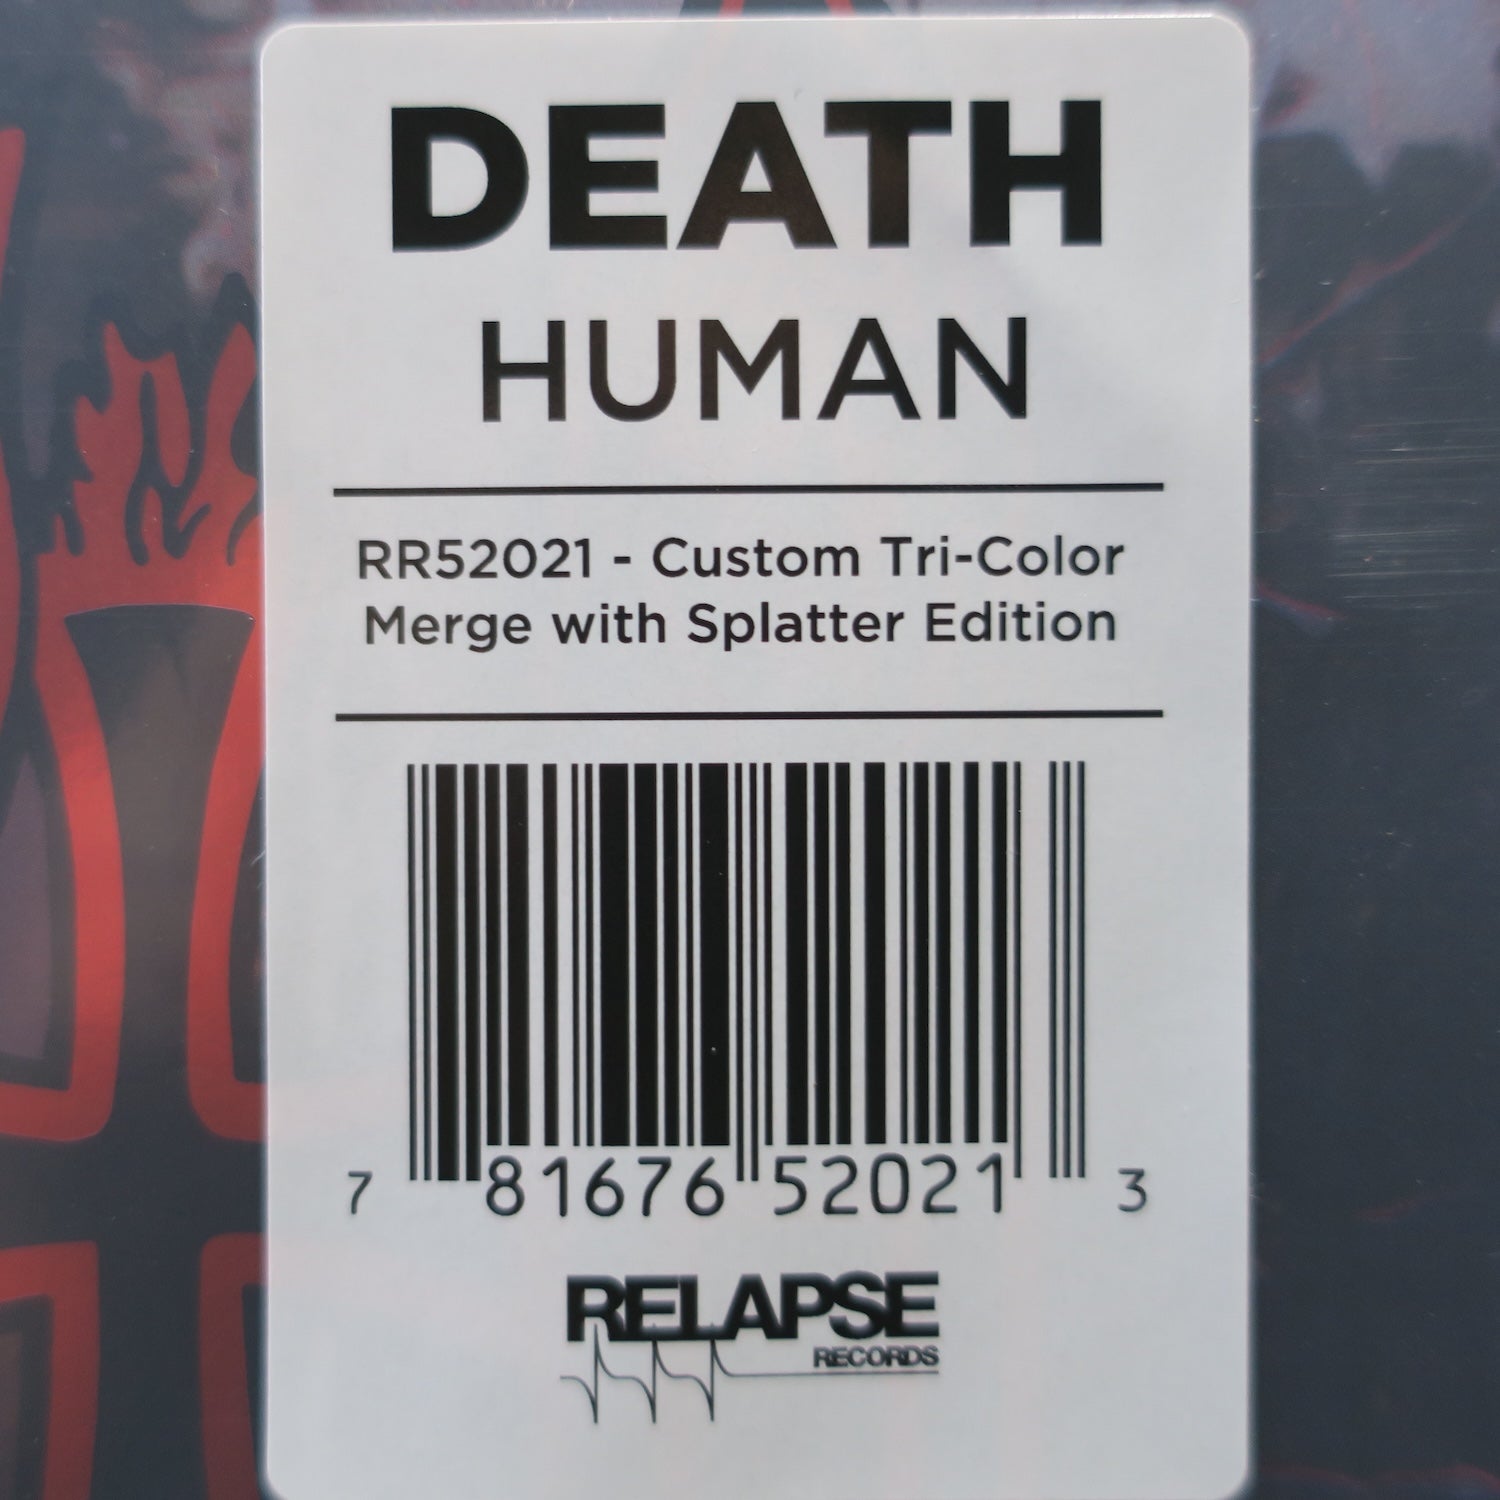 DEATH
HUMAN
RR52021 - Custom Tri-Color
Merge with Splatter Edition
7 81676 52021 3
RELAPSE
RECORDS